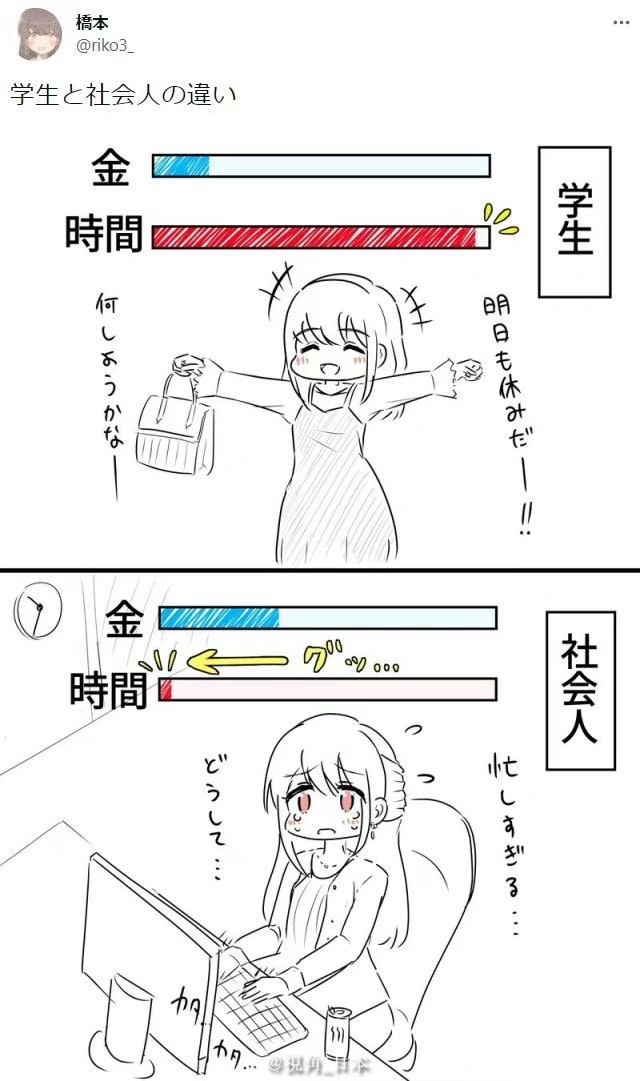 橋本
@riko3_
学生と社会人の違い
金
時間
学生
明日も休みだー!!
何しようかなー
金
時間
グッ...
社会人
忙しすぎる...
どうして...
カタ...
カタ...
@視角_日本